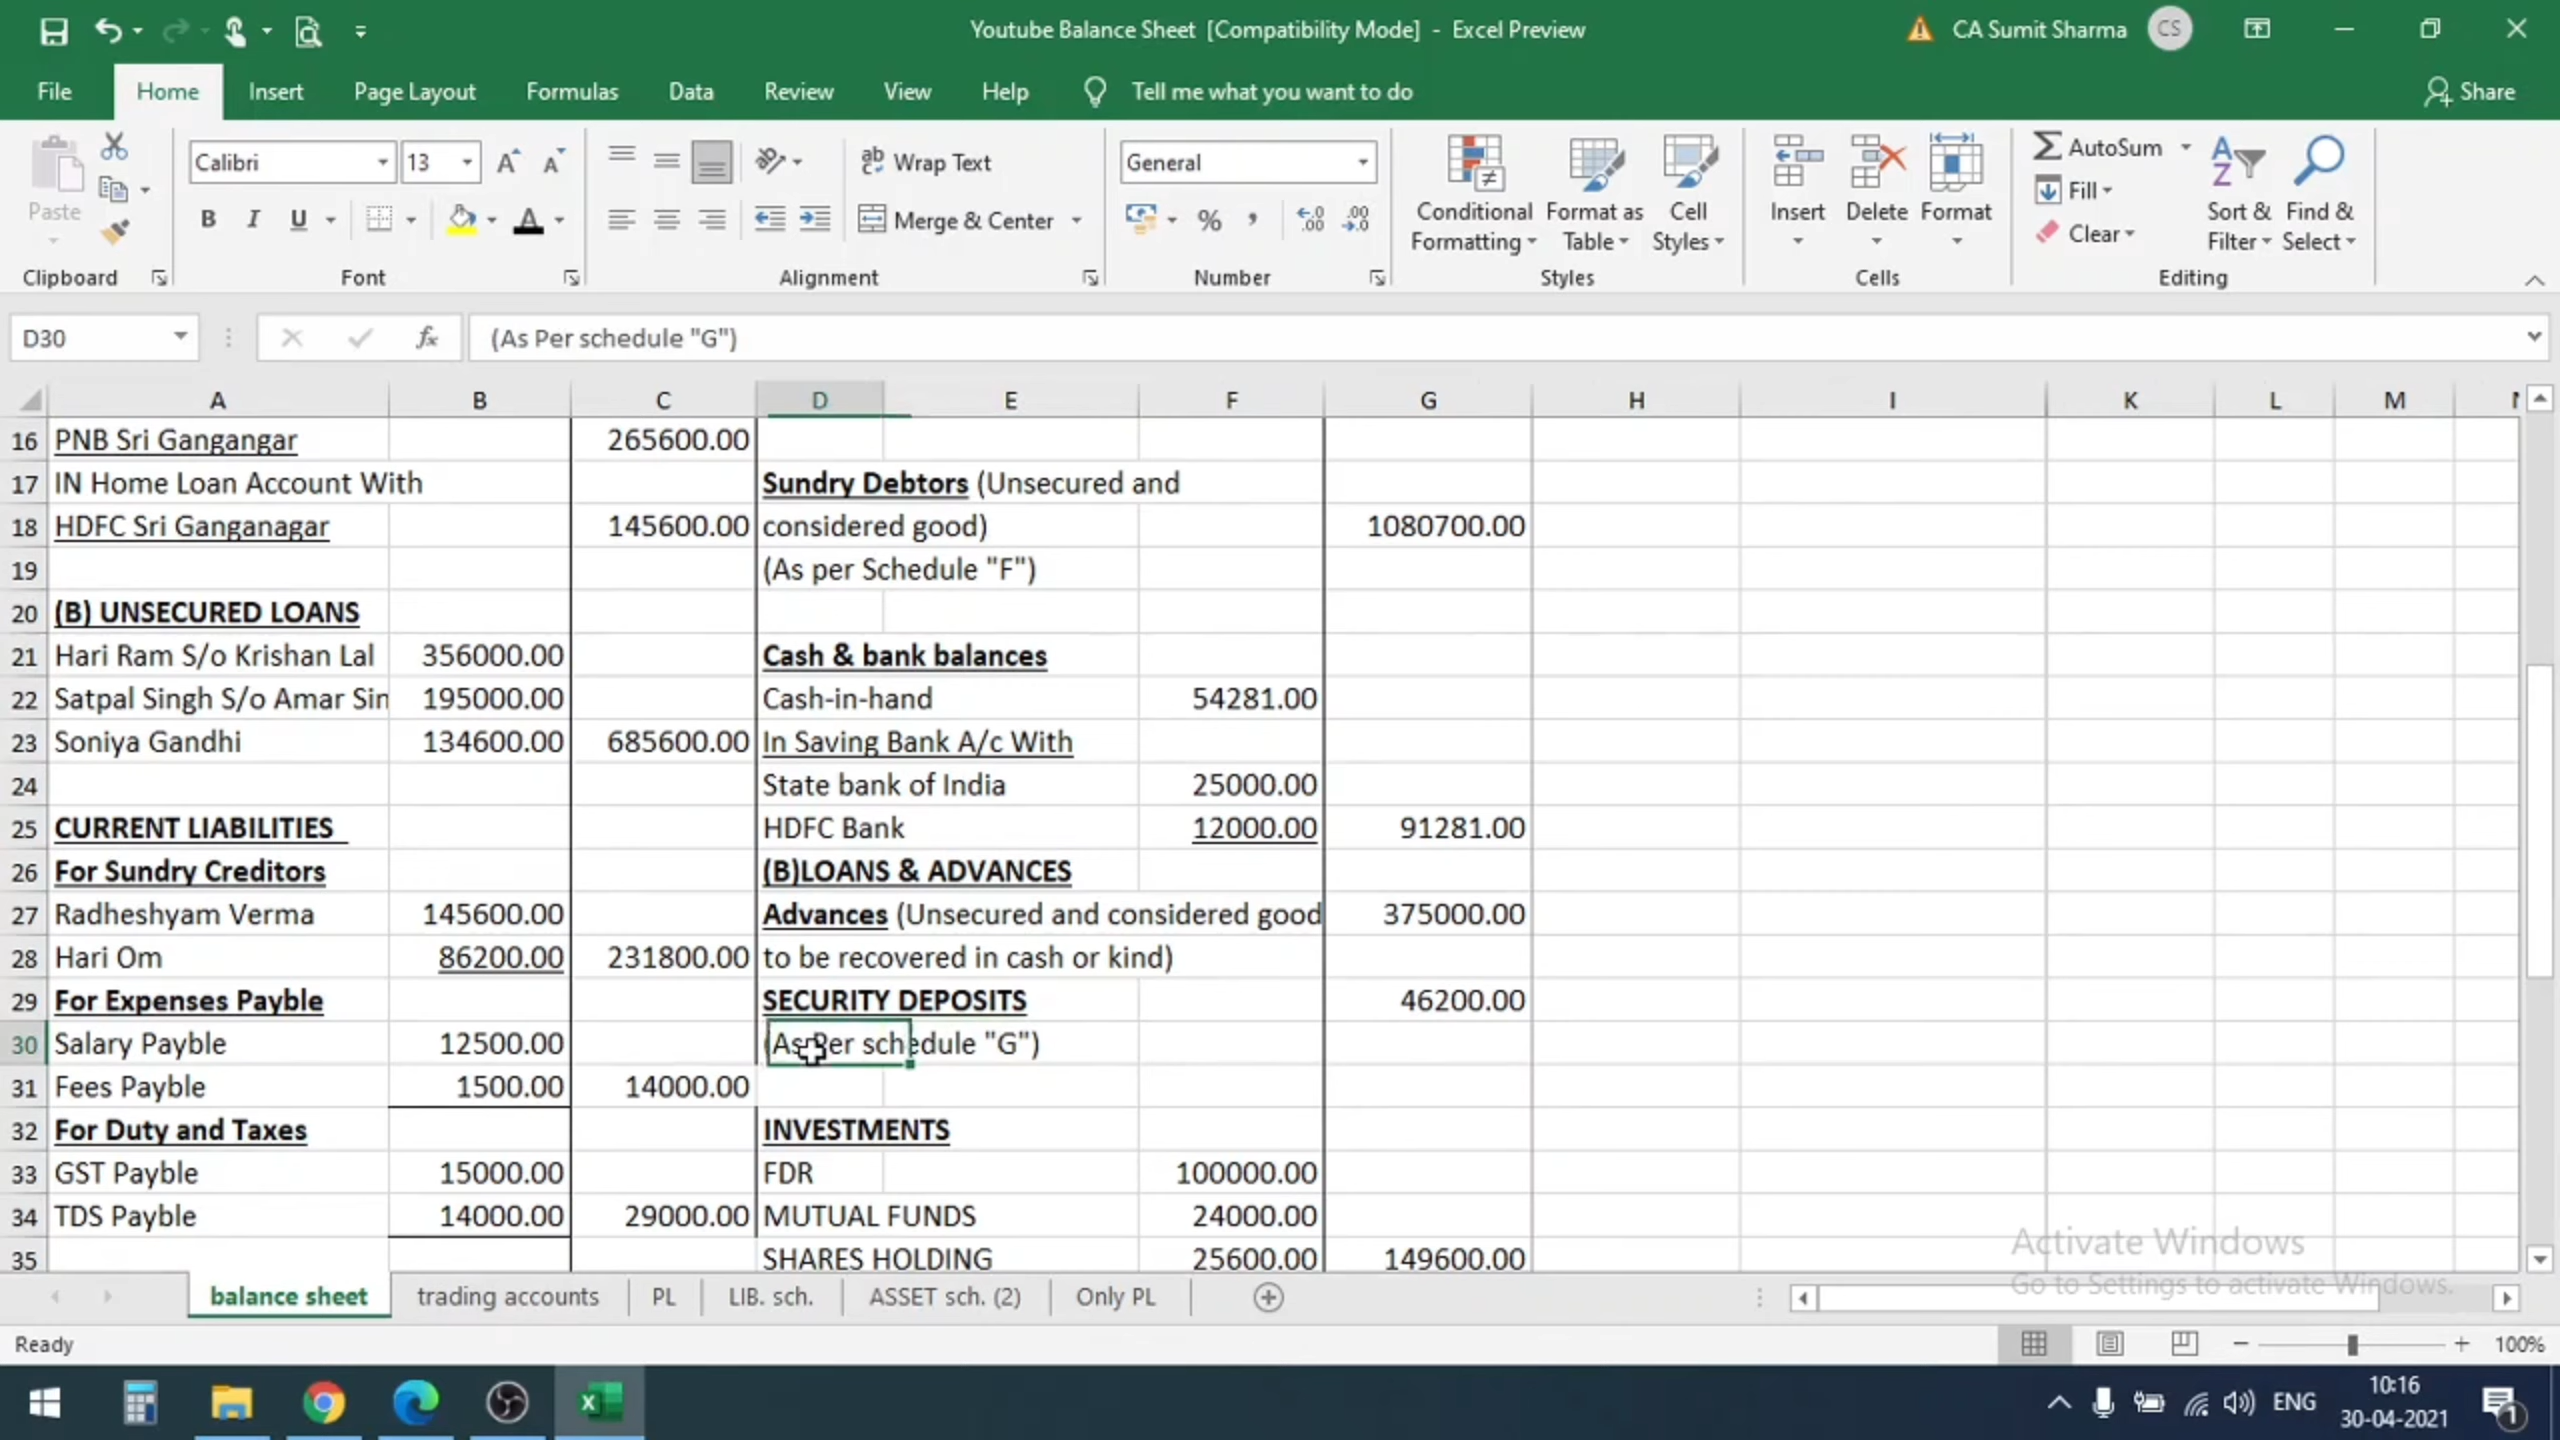 Youtube Balance Sheet [Compatibility Mode] - Excel Preview
CA Sumit Sharma
CS
File
Home
Insert
Page Layout
Formulas
Data
Review
View
Help
Tell me what you want to do
Share
Paste
Clipboard
Calibri
13
B I U
Font
ab Wrap Text
Merge & Center
Alignment
General
%
Number
Conditional Formatting
Format as Table
Cell Styles
Styles
Insert
Delete
Format
Cells
AutoSum
Fill
Clear
Sort & Filter
Find & Select
Editing
D30
fx
(As Per schedule "G")
A B C D E F G H I K L M
16 PNB Sri Gangangar 265600.00
17 IN Home Loan Account With Sundry Debtors (Unsecured and
18 HDFC Sri Ganganagar 145600.00 considered good) 1080700.00
19 (As per Schedule "F")
20 (B) UNSECURED LOANS
21 Hari Ram S/o Krishan Lal 356000.00 Cash & bank balances
22 Satpal Singh S/o Amar Sin 195000.00 Cash-in-hand 54281.00
23 Soniya Gandhi 134600.00 685600.00 In Saving Bank A/c With
24 State bank of India 25000.00
25 CURRENT LIABILITIES HDFC Bank 12000.00 91281.00
26 For Sundry Creditors (B)LOANS & ADVANCES
27 Radheshyam Verma 145600.00 Advances (Unsecured and considered good 375000.00
28 Hari Om 86200.00 231800.00 to be recovered in cash or kind)
29 For Expenses Payble SECURITY DEPOSITS 46200.00
30 Salary Payble 12500.00 (As Per schedule "G")
31 Fees Payble 1500.00 14000.00
32 For Duty and Taxes INVESTMENTS
33 GST Payble 15000.00 FDR 100000.00
34 TDS Payble 14000.00 29000.00 MUTUAL FUNDS 24000.00
35 SHARES HOLDING 25600.00 149600.00
Activate Windows
Go to Settings to activate Windows.
balance sheet
trading accounts
PL
LIB. sch.
ASSET sch. (2)
Only PL
Ready
100%
ENG
10:16
30-04-2021
1